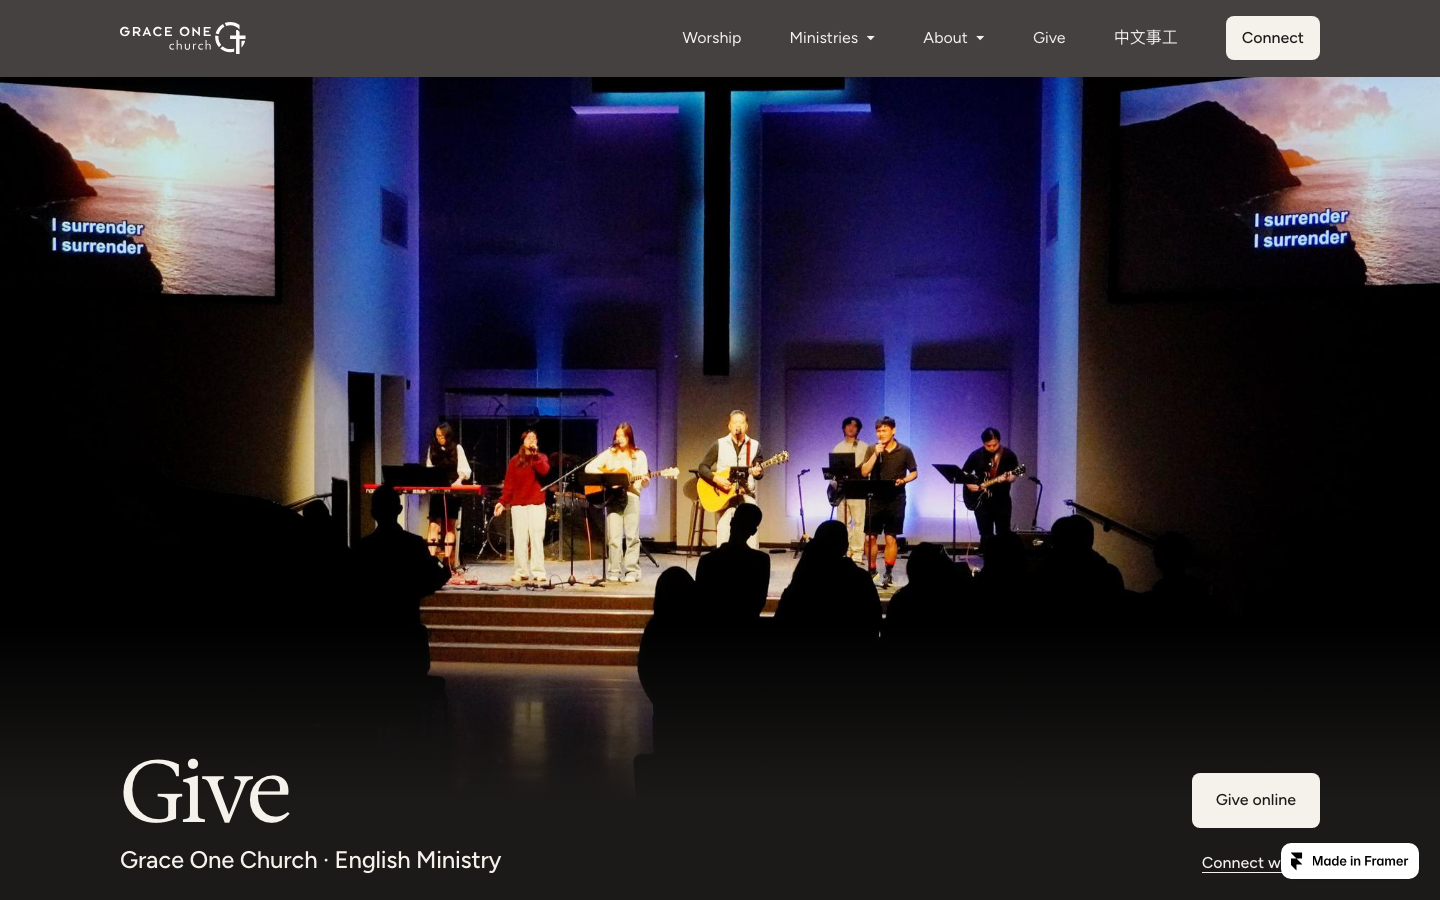 GRACE ONE
church
Worship
Ministries
About
Give
中文事工
Connect
I surrender
I surrender
I surrender
I surrender
Give
Give online
Grace One Church · English Ministry
Connect w
Made in Framer